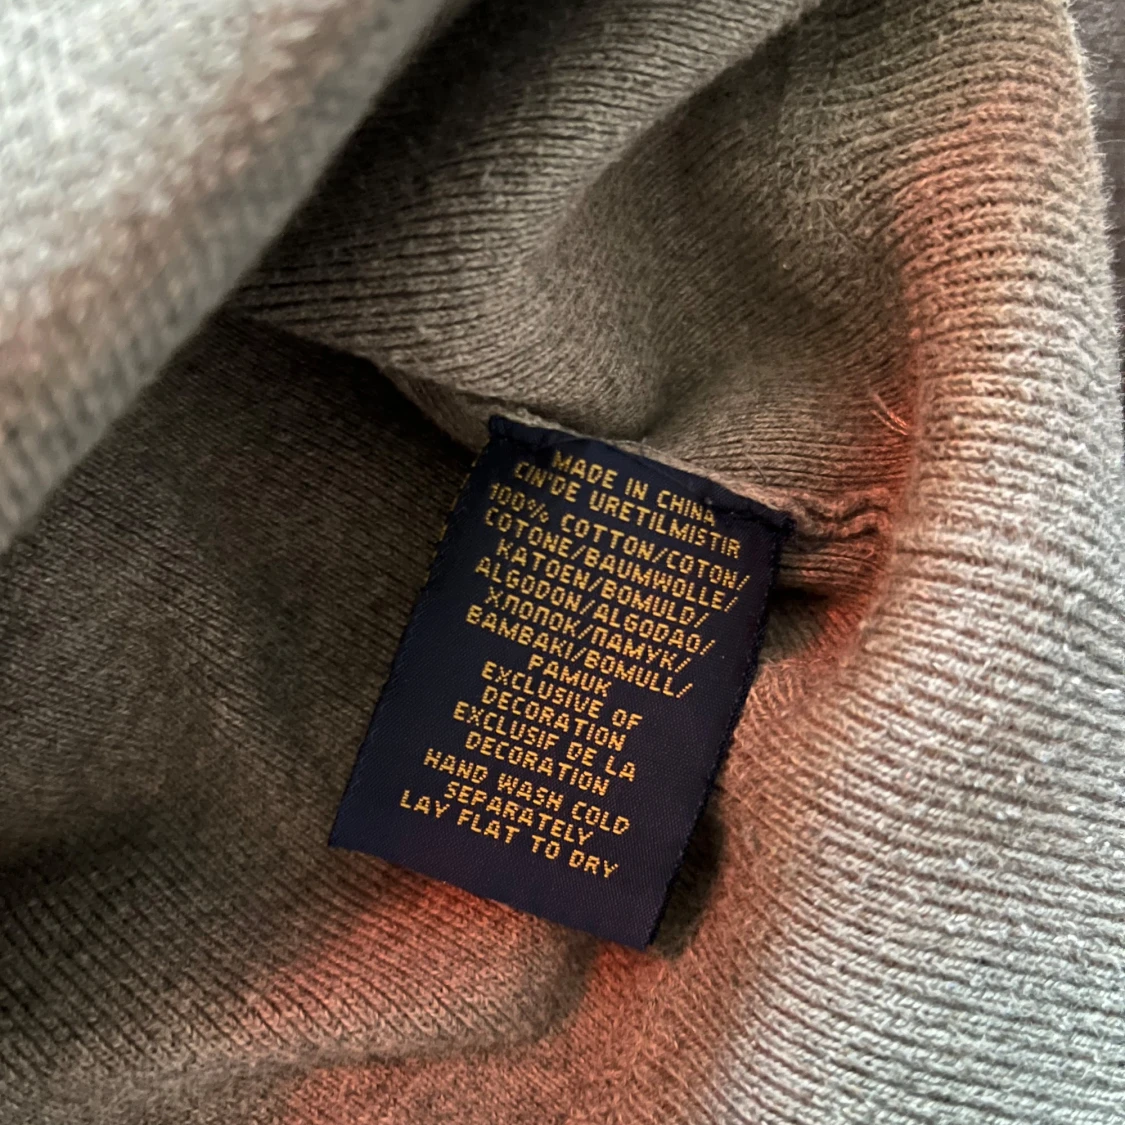 MADE IN CHINA
CIN'DE URETILMISTIR
100% COTTON/COTON/
COTONE/BAUMWOLLE/
KATOEN/BOMULD/
ALGODON/ALGODAO/
ХЛОПОК/ПАМУК/
BAMBAKI/BOMULL/
PAMUK
EXCLUSIVE OF
DECORATION
EXCLUSIF DE LA
DECORATION
HAND WASH COLD
SEPARATELY
LAY FLAT TO DRY